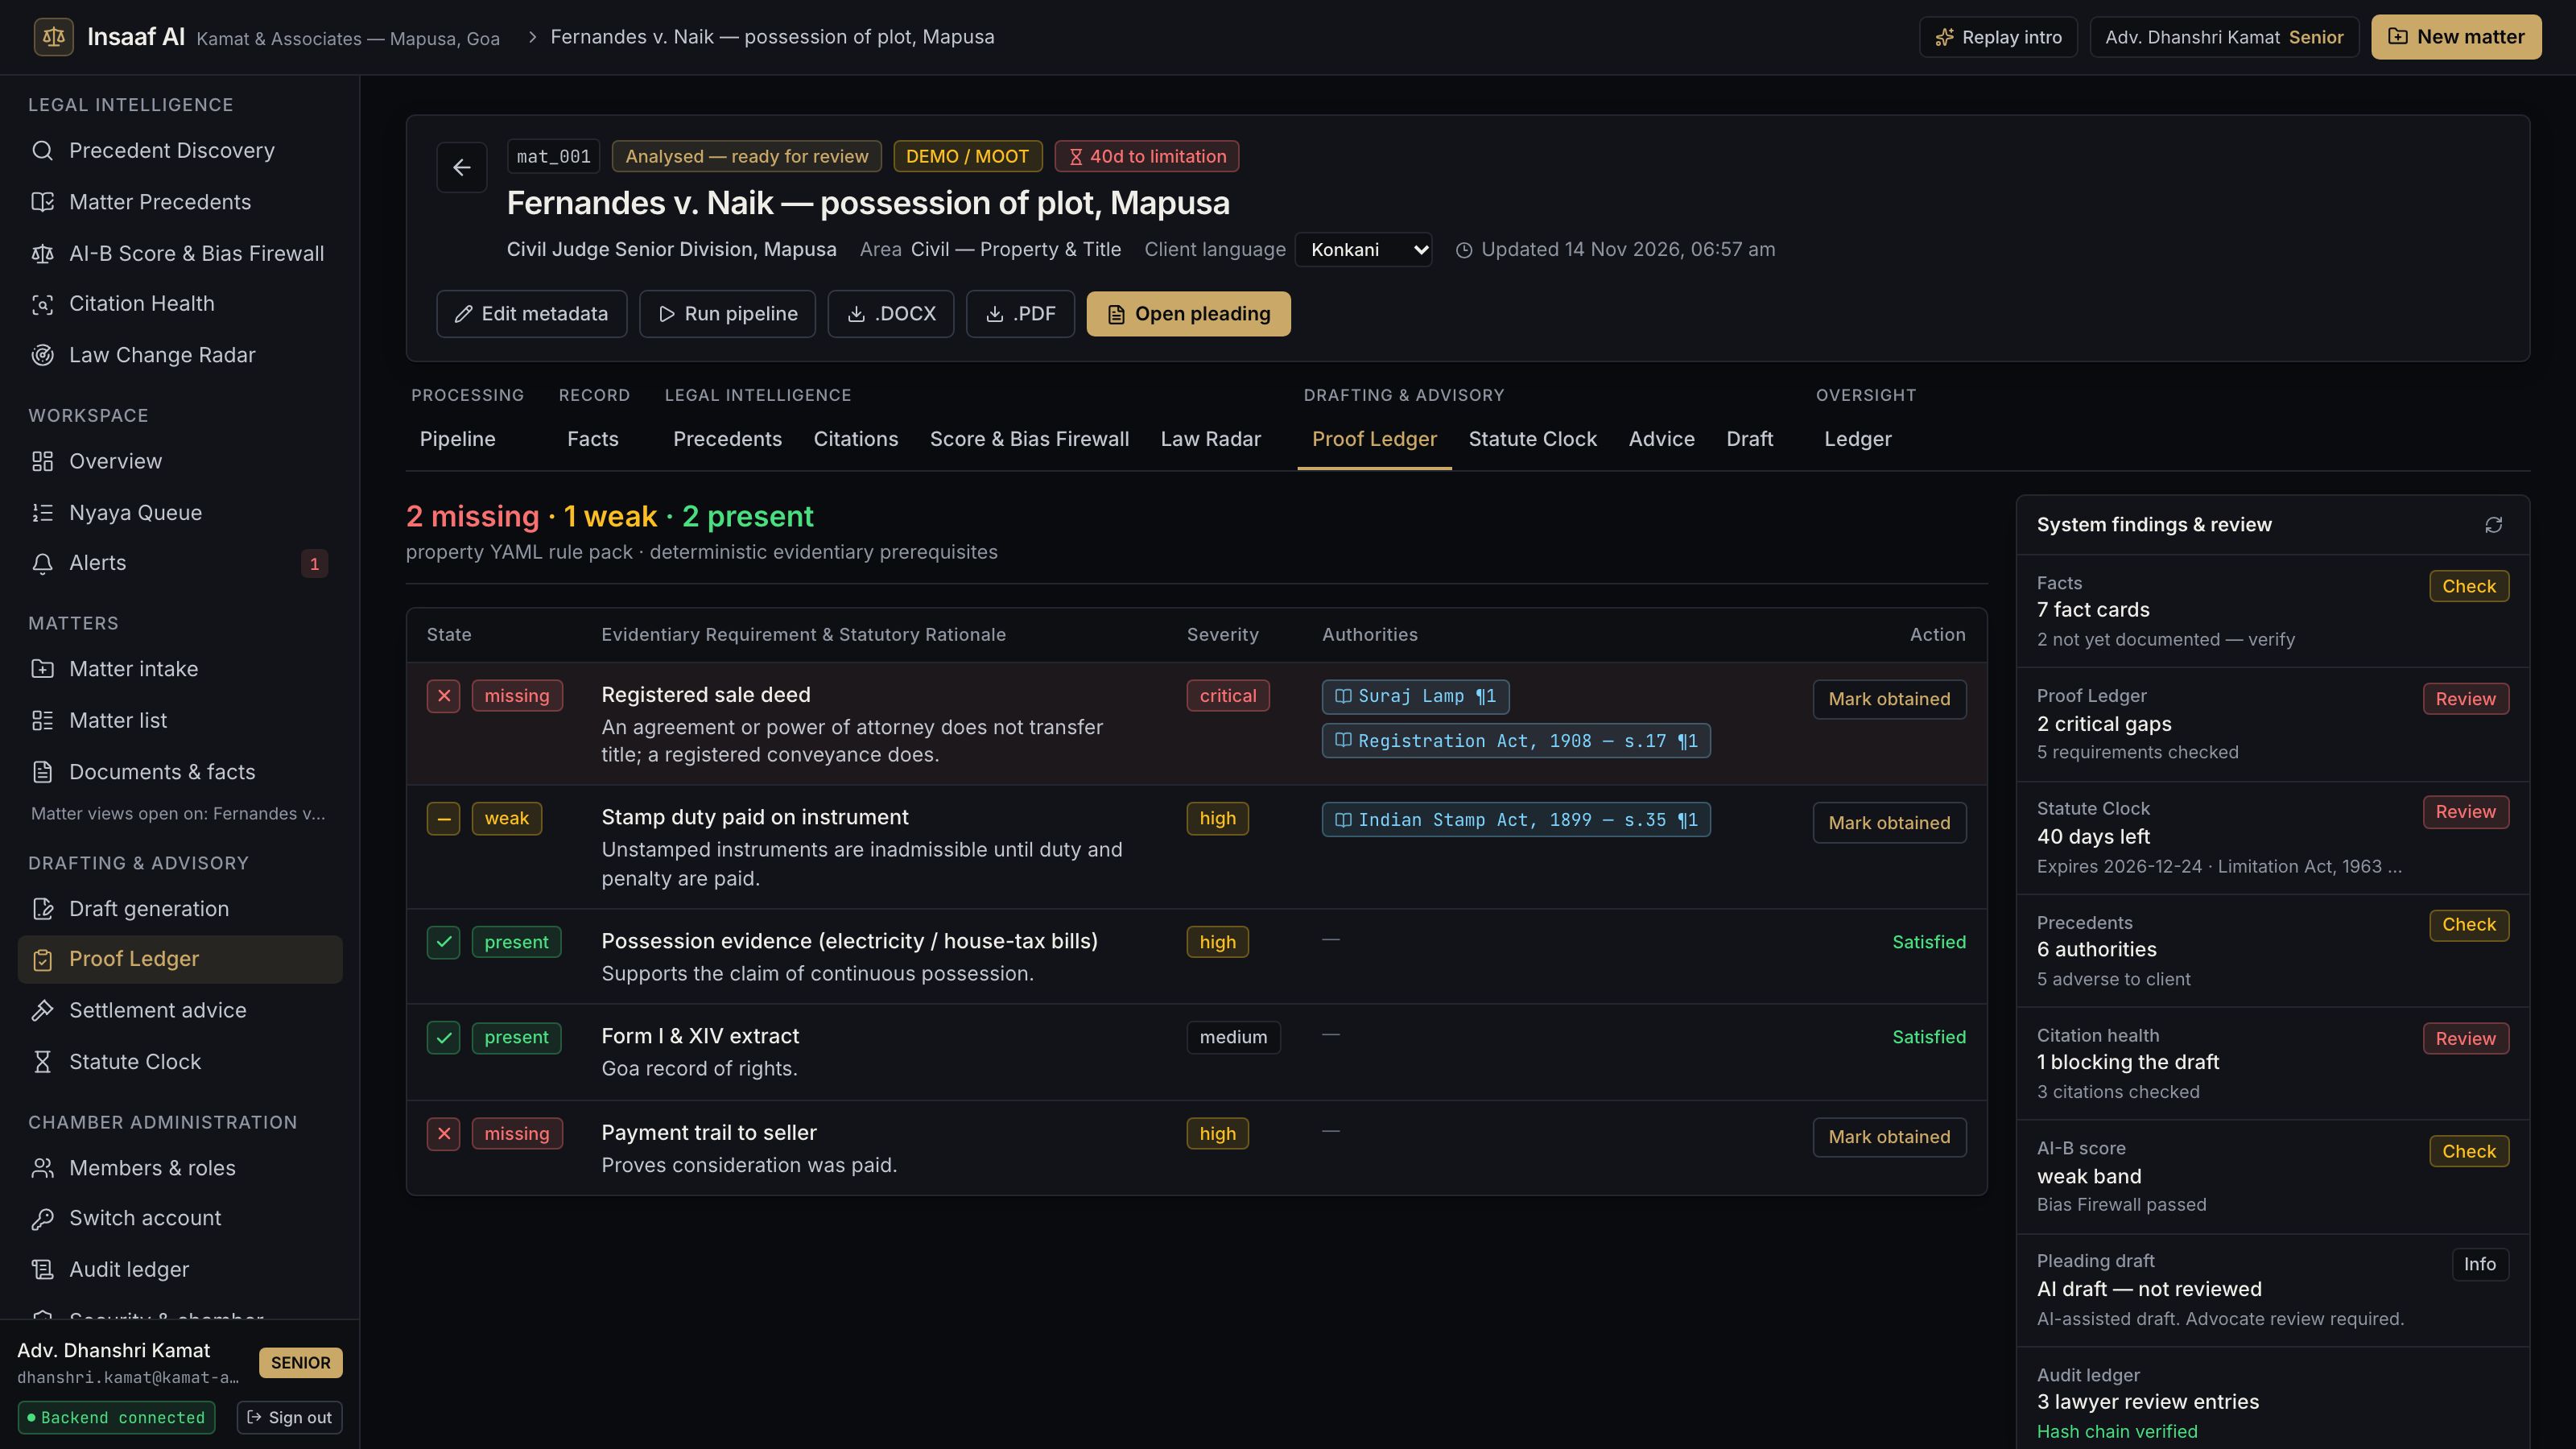 Insaaf AI Kamat & Associates — Mapusa, Goa > Fernandes v. Naik — possession of plot, Mapusa
Replay intro
Adv. Dhanshri Kamat Senior
New matter
LEGAL INTELLIGENCE
Precedent Discovery
Matter Precedents
AI-B Score & Bias Firewall
Citation Health
Law Change Radar
WORKSPACE
Overview
Nyaya Queue
Alerts 1
MATTERS
Matter intake
Matter list
Documents & facts
Matter views open on: Fernandes v...
DRAFTING & ADVISORY
Draft generation
Proof Ledger
Settlement advice
Statute Clock
CHAMBER ADMINISTRATION
Members & roles
Switch account
Audit ledger
Security & chamber
Adv. Dhanshri Kamat
dhanshri.kamat@kamat-a…
SENIOR
Backend connected
Sign out
mat_001 Analysed — ready for review DEMO / MOOT 40d to limitation
Fernandes v. Naik — possession of plot, Mapusa
Civil Judge Senior Division, Mapusa Area Civil — Property & Title Client language Konkani Updated 14 Nov 2026, 06:57 am
Edit metadata Run pipeline .DOCX .PDF Open pleading
PROCESSING RECORD LEGAL INTELLIGENCE DRAFTING & ADVISORY OVERSIGHT
Pipeline Facts Precedents Citations Score & Bias Firewall Law Radar Proof Ledger Statute Clock Advice Draft Ledger
2 missing · 1 weak · 2 present
property YAML rule pack · deterministic evidentiary prerequisites
State Evidentiary Requirement & Statutory Rationale Severity Authorities Action
missing Registered sale deed critical Suraj Lamp ¶1 Mark obtained
An agreement or power of attorney does not transfer
title; a registered conveyance does.
Registration Act, 1908 — s.17 ¶1
weak Stamp duty paid on instrument high Indian Stamp Act, 1899 — s.35 ¶1 Mark obtained
Unstamped instruments are inadmissible until duty and
penalty are paid.
present Possession evidence (electricity / house-tax bills) high — Satisfied
Supports the claim of continuous possession.
present Form I & XIV extract medium — Satisfied
Goa record of rights.
missing Payment trail to seller high — Mark obtained
Proves consideration was paid.
System findings & review
Facts Check
7 fact cards
2 not yet documented — verify
Proof Ledger Review
2 critical gaps
5 requirements checked
Statute Clock Review
40 days left
Expires 2026-12-24 · Limitation Act, 1963 ...
Precedents Check
6 authorities
5 adverse to client
Citation health Review
1 blocking the draft
3 citations checked
AI-B score Check
weak band
Bias Firewall passed
Pleading draft Info
AI draft — not reviewed
AI-assisted draft. Advocate review required.
Audit ledger
3 lawyer review entries
Hash chain verified